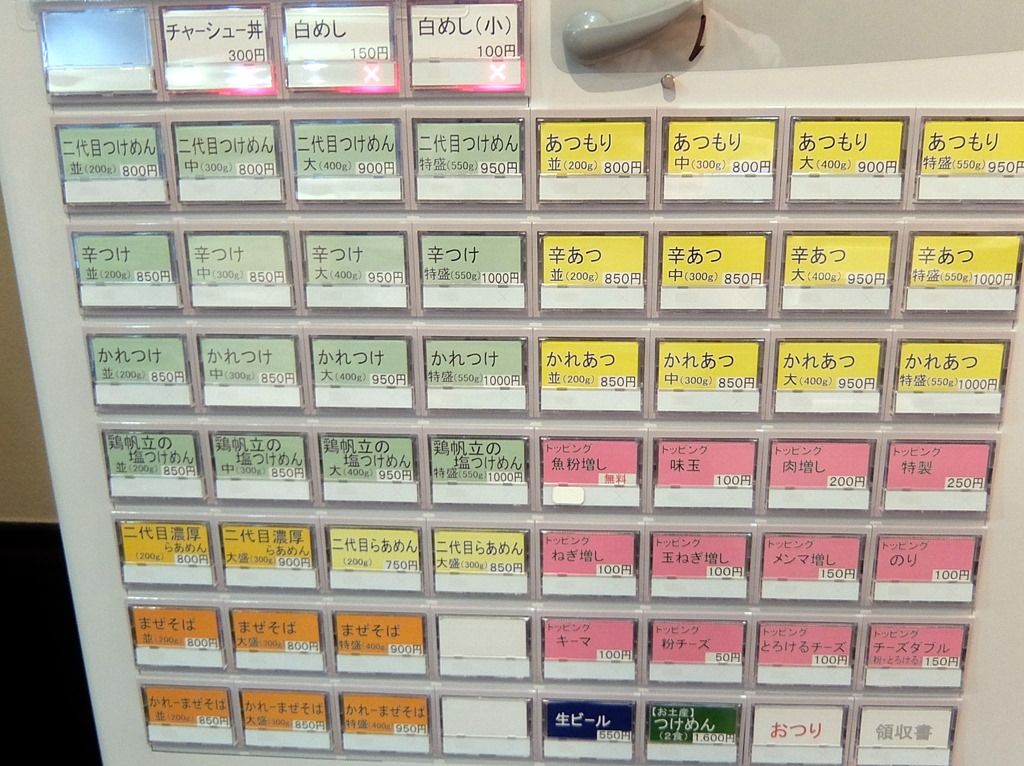 チャーシュー丼
300円
白めし
150円
×
白めし(小)
100円
×
二代目つけめん
並(200g) 800円
二代目つけめん
中(300g) 800円
二代目つけめん
大(400g) 900円
二代目つけめん
特盛(550g) 950円
あつもり
並(200g) 800円
あつもり
中(300g) 800円
あつもり
大(400g) 900円
あつもり
特盛(550g) 950円
辛つけ
並(200g) 850円
辛つけ
中(300g) 850円
辛つけ
大(400g) 950円
辛つけ
特盛(550g) 1000円
辛あつ
並(200g) 850円
辛あつ
中(300g) 850円
辛あつ
大(400g) 950円
辛あつ
特盛(550g) 1000円
かれつけ
並(200g) 850円
かれつけ
中(300g) 850円
かれつけ
大(400g) 950円
かれつけ
特盛(550g) 1000円
かれあつ
並(200g) 850円
かれあつ
中(300g) 850円
かれあつ
大(400g) 950円
かれあつ
特盛(550g) 1000円
鶏帆立の
塩つけめん
並(200g) 850円
鶏帆立の
塩つけめん
中(300g) 850円
鶏帆立の
塩つけめん
大(400g) 950円
鶏帆立の
塩つけめん
特盛(550g) 1000円
トッピング
魚粉増し
無料
トッピング
味玉
100円
トッピング
肉増し
200円
トッピング
特製
250円
二代目濃厚
らあめん
(200g) 800円
二代目濃厚
らあめん
大盛(300g) 900円
二代目らあめん
(200g) 750円
二代目らあめん
大盛(300g) 850円
トッピング
ねぎ増し
100円
トッピング
玉ねぎ増し
100円
トッピング
メンマ増し
150円
トッピング
のり
100円
まぜそば
並(200g) 800円
まぜそば
大盛(300g) 800円
まぜそば
特盛(400g) 900円
トッピング
キーマ
100円
トッピング
粉チーズ
50円
トッピング
とろけるチーズ
100円
トッピング
チーズダブル
粉・とろける 150円
かれーまぜそば
並(200g) 850円
かれーまぜそば
大盛(300g) 850円
かれーまぜそば
特盛(400g) 950円
生ビール
550円
【お土産】
つけめん
(2食) 1,600円
おつり
領収書